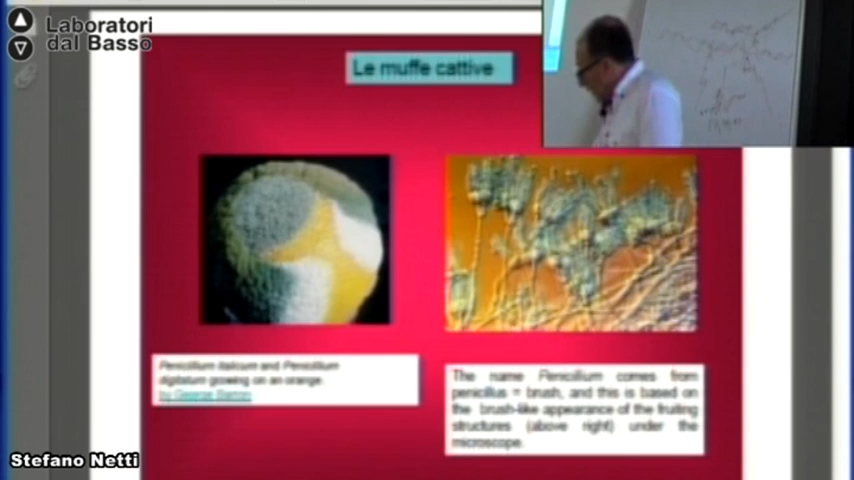 Laboratori
dal Basso
Le muffe cattive
Penicillium italicum and Penicillium
digitatum growing on an orange.
by George Barron
The name Penicillium comes from
penicillus = brush, and this is based on
the brush-like appearance of the fruiting
structures (above right) under the
microscope.
Stefano Netti